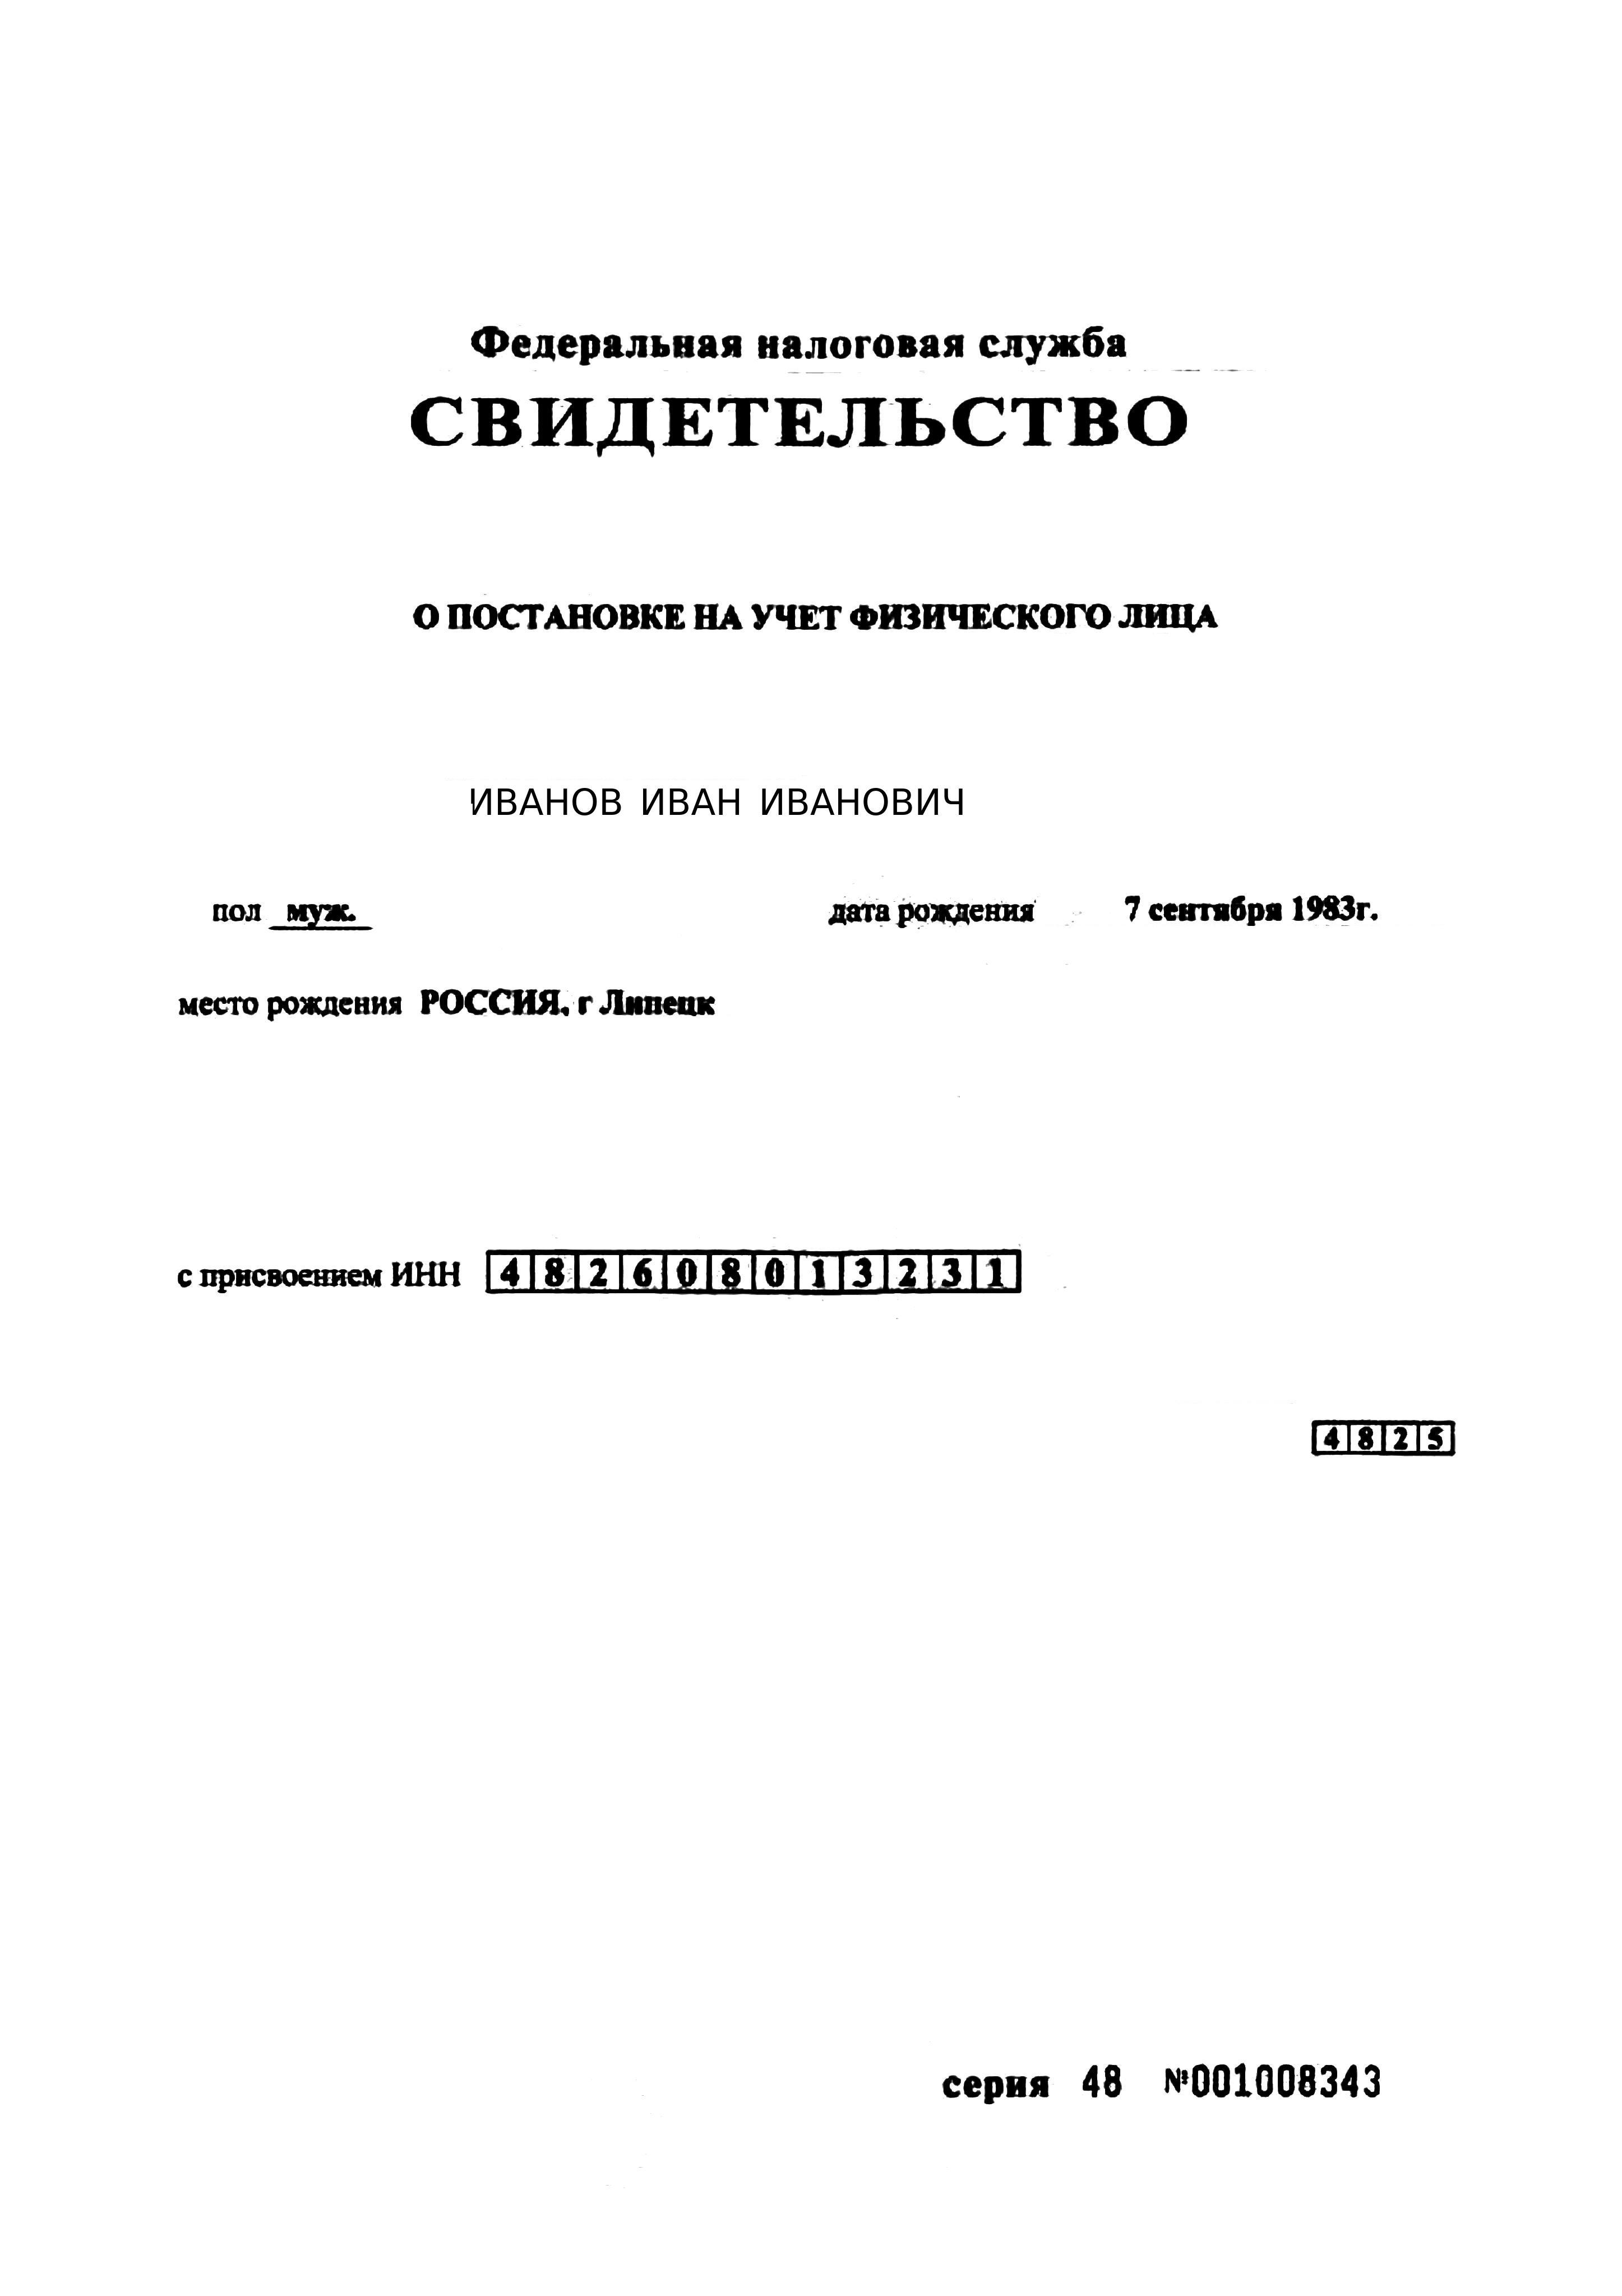 Федеральная налоговая служба
СВИДЕТЕЛЬСТВО
О ПОСТАНОВКЕ НА УЧЕТ ФИЗИЧЕСКОГО ЛИЦА
ИВАНОВ ИВАН ИВАНОВИЧ
пол муж. дата рождения 7 сентября 1983г.
место рождения РОССИЯ, г Липецк
с присвоением ИНН 482608013231
4825
серия 48 №001008343